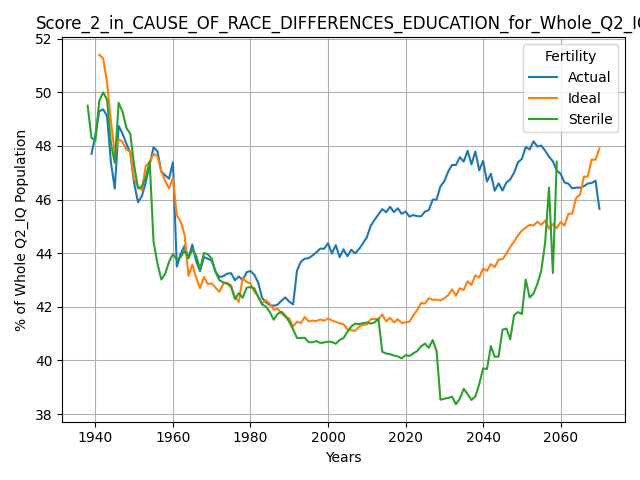 Score_2_in_CAUSE_OF_RACE_DIFFERENCES_EDUCATION_for_Whole_Q2_IQ
Fertility
Actual
Ideal
Sterile
% of Whole Q2_IQ Population
52
50
48
46
44
42
40
38
1940
1960
1980
2000
2020
2040
2060
Years